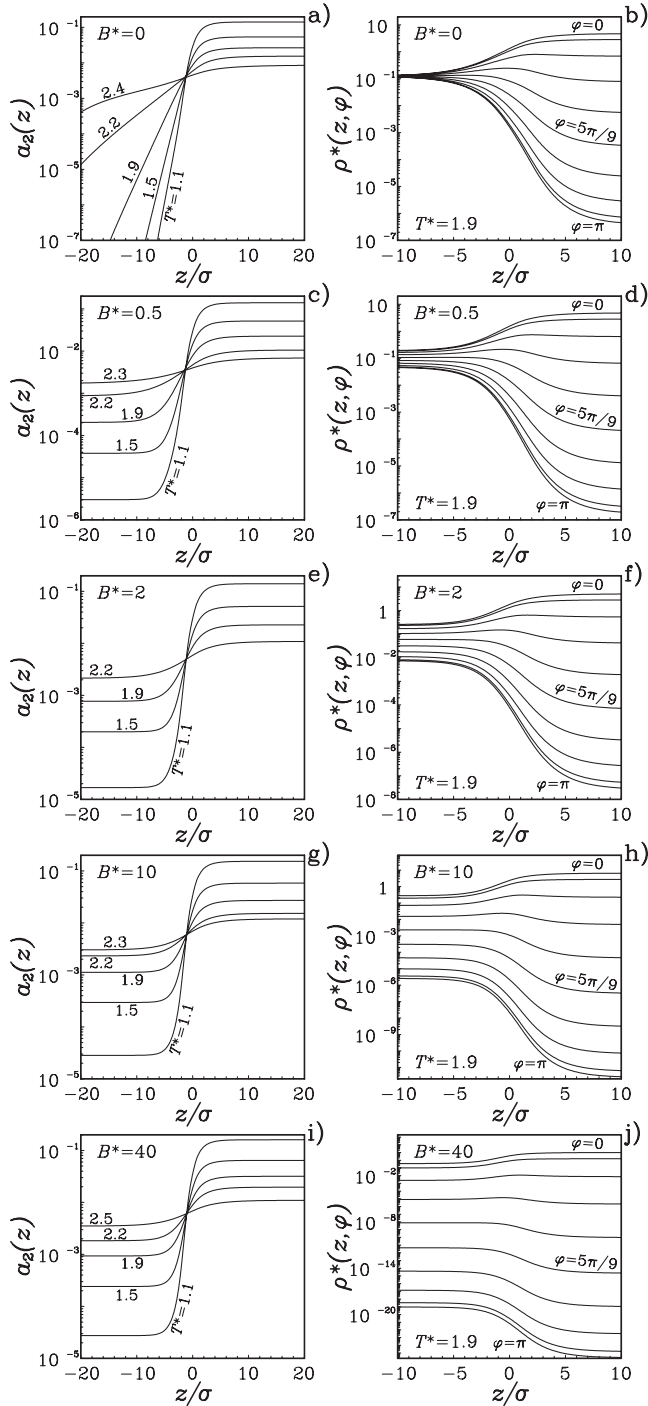 a)
B*=0
10⁻¹
10⁻³
10⁻⁵
10⁻⁷
a₂(z)
2.4
2.2
1.9
1.5
T*=1.1
-20 -10 0 10 20
z/σ
b)
B*=0
φ=0
10
10⁻¹
10⁻³
10⁻⁵
10⁻⁷
ρ*(z,φ)
φ=5π/9
T*=1.9
φ=π
-10 -5 0 5 10
z/σ
c)
B*=0.5
10⁻²
10⁻⁴
10⁻⁶
a₂(z)
2.3
2.2
1.9
1.5
T*=1.1
-20 -10 0 10 20
z/σ
d)
B*=0.5
φ=0
10
10⁻¹
10⁻³
10⁻⁵
10⁻⁷
ρ*(z,φ)
φ=5π/9
T*=1.9
φ=π
-10 -5 0 5 10
z/σ
e)
B*=2
10⁻¹
10⁻³
10⁻⁵
a₂(z)
2.2
1.9
1.5
T*=1.1
-20 -10 0 10 20
z/σ
f)
B*=2
φ=0
1
10⁻²
10⁻⁴
10⁻⁶
10⁻⁸
ρ*(z,φ)
φ=5π/9
T*=1.9
φ=π
-10 -5 0 5 10
z/σ
g)
B*=10
10⁻¹
10⁻³
10⁻⁵
a₂(z)
2.3
2.2
1.9
1.5
T*=1.1
-20 -10 0 10 20
z/σ
h)
B*=10
φ=0
1
10⁻³
10⁻⁶
10⁻⁹
ρ*(z,φ)
φ=5π/9
T*=1.9
φ=π
-10 -5 0 5 10
z/σ
i)
B*=40
10⁻¹
10⁻³
10⁻⁵
a₂(z)
2.5
2.2
1.9
1.5
T*=1.1
-20 -10 0 10 20
z/σ
j)
B*=40
φ=0
10⁻²
10⁻⁸
10⁻¹⁴
10⁻²⁰
ρ*(z,φ)
φ=5π/9
T*=1.9
φ=π
-10 -5 0 5 10
z/σ